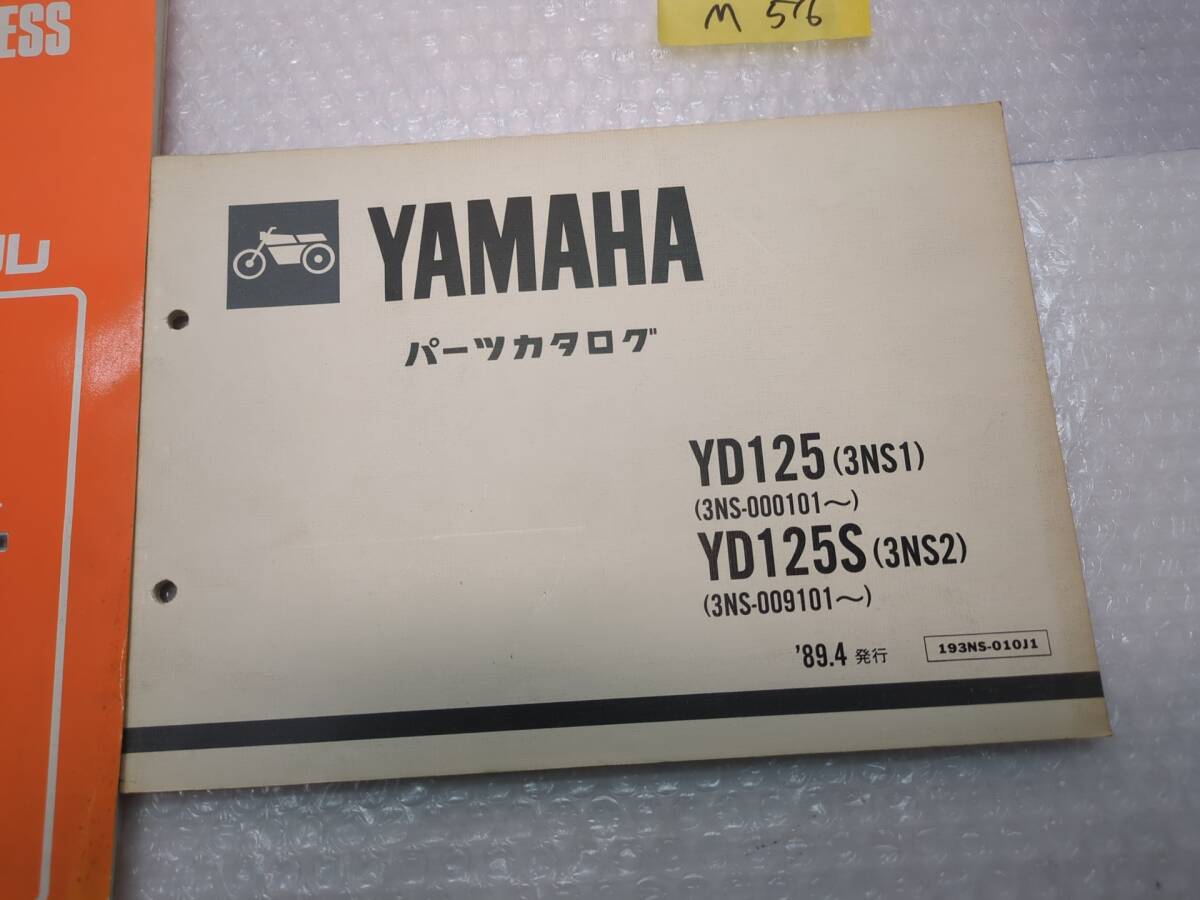 ESS
M 576
ル
YAMAHA
パーツカタログ
YD125 (3NS1)
(3NS-000101～)
YD125S (3NS2)
(3NS-009101～)
'89.4 発行
193NS-010J1